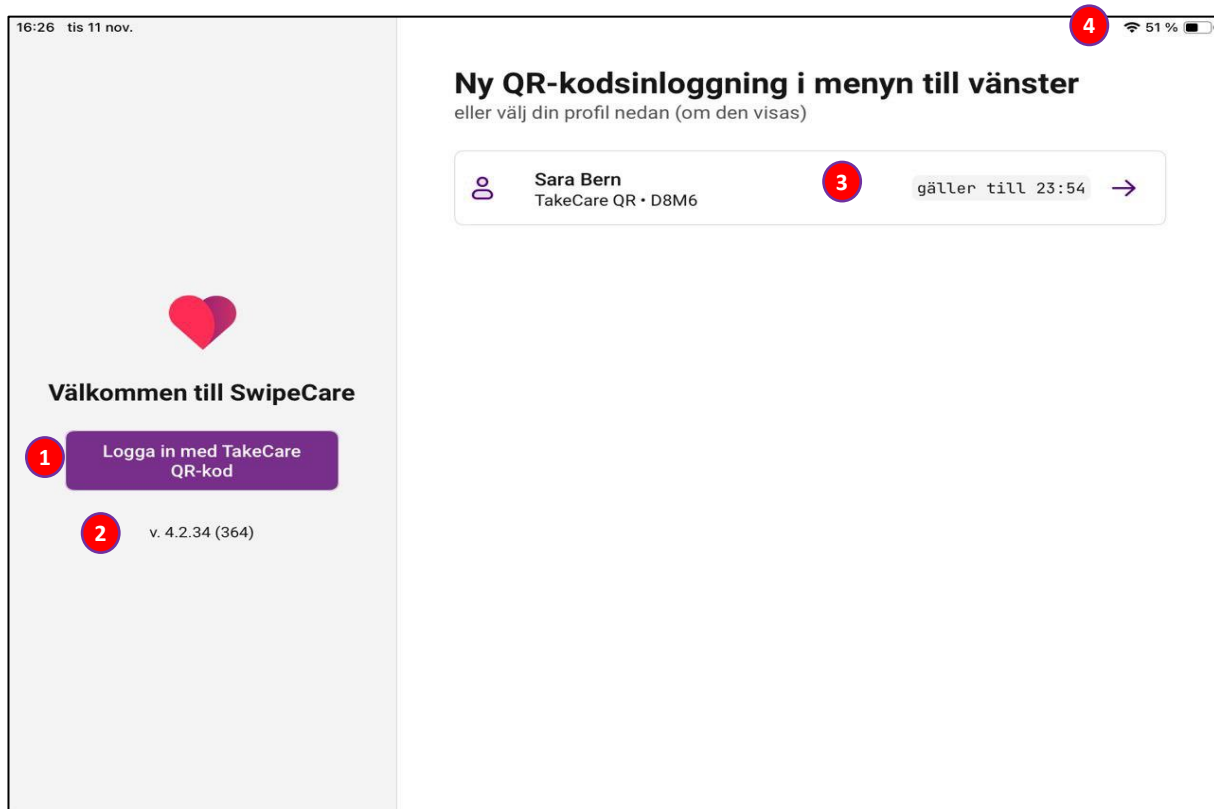 16:26 tis 11 nov.
4
51 %
Ny QR-kodsinloggning i menyn till vänster
eller välj din profil nedan (om den visas)
Sara Bern
TakeCare QR • D8M6
3
gäller till 23:54
Välkommen till SwipeCare
1
Logga in med TakeCare
QR-kod
2
v. 4.2.34 (364)